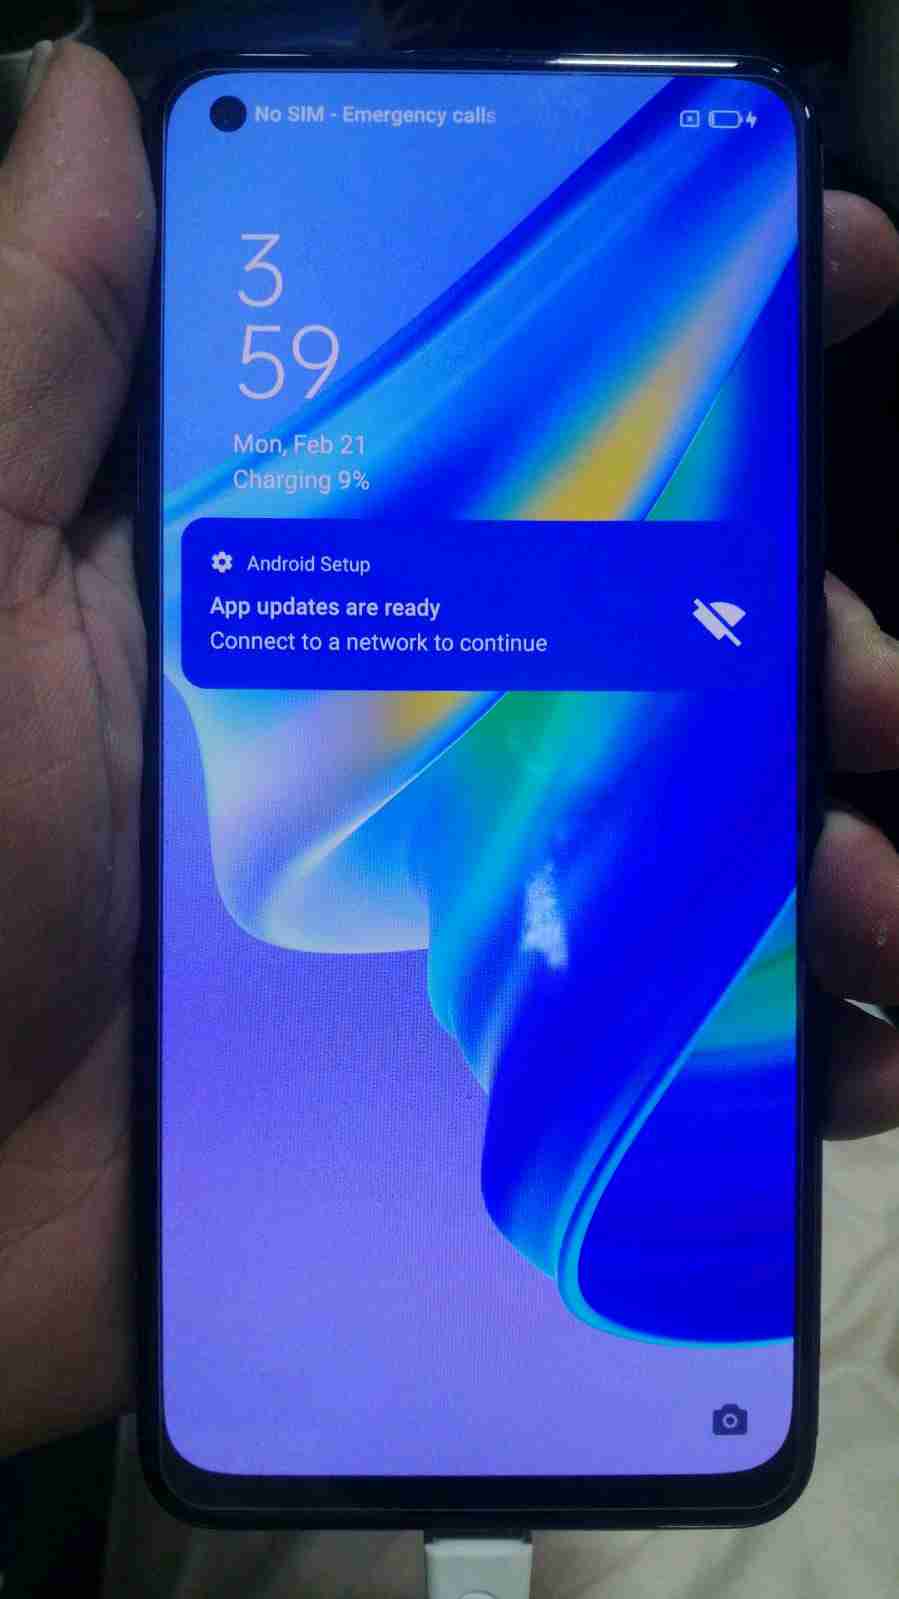 No SIM - Emergency calls
3
59
Mon, Feb 21
Charging 9%
Android Setup
App updates are ready
Connect to a network to continue